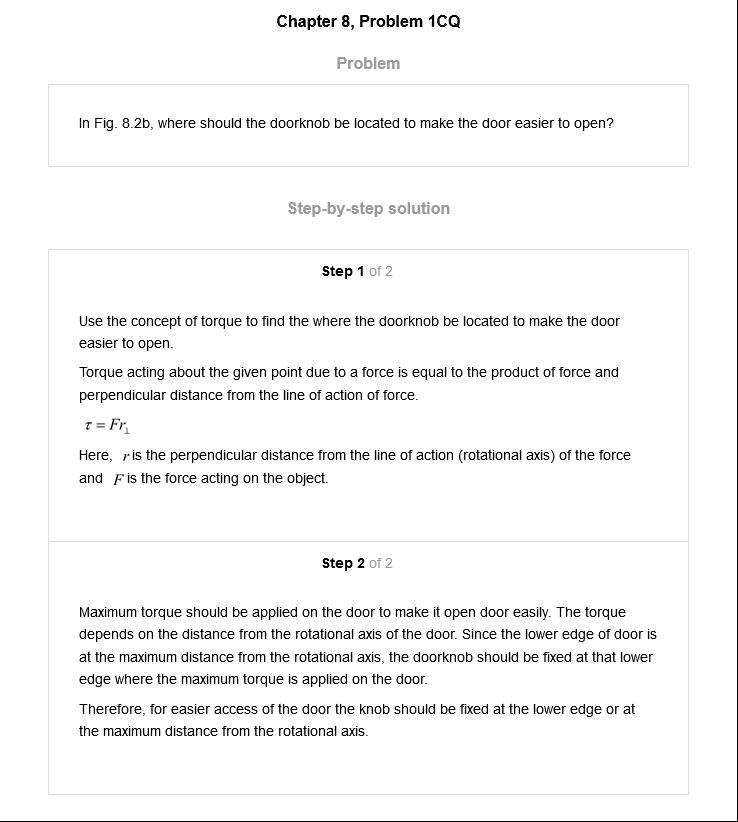 Chapter 8, Problem 1CQ
Problem
In Fig. 8.2b, where should the doorknob be located to make the door easier to open?
Step-by-step solution
Step 1 of 2
Use the concept of torque to find the where the doorknob be located to make the door
easier to open.
Torque acting about the given point due to a force is equal to the product of force and
perpendicular distance from the line of action of force.
τ = Fr⊥
Here, r is the perpendicular distance from the line of action (rotational axis) of the force
and F is the force acting on the object.
Step 2 of 2
Maximum torque should be applied on the door to make it open door easily. The torque
depends on the distance from the rotational axis of the door. Since the lower edge of door is
at the maximum distance from the rotational axis, the doorknob should be fixed at that lower
edge where the maximum torque is applied on the door.
Therefore, for easier access of the door the knob should be fixed at the lower edge or at
the maximum distance from the rotational axis.